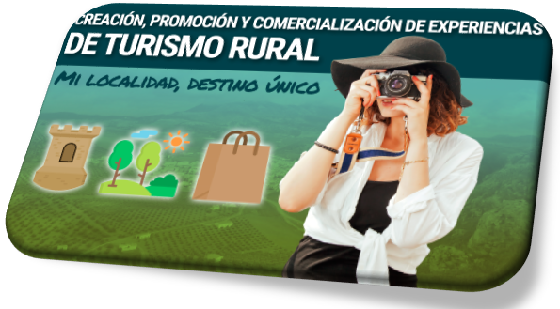 CREACIÓN, PROMOCIÓN Y COMERCIALIZACIÓN DE EXPERIENCIAS
DE TURISMO RURAL
Mi localidad, destino único